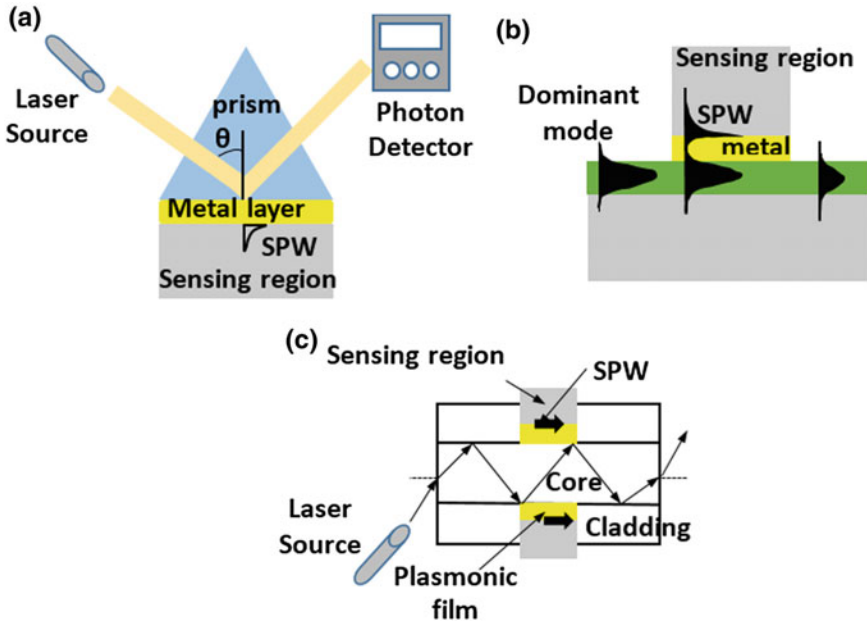 (a)
Laser
Source
prism
θ
Photon
Detector
Metal layer
SPW
Sensing region
(b)
Sensing region
Dominant
mode
SPW
metal
(c)
Sensing region
SPW
Core
Laser
Source
Cladding
Plasmonic
film